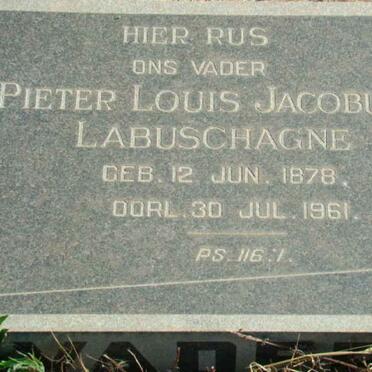 HIER RUS
ONS VADER
PIETER LOUIS JACOBU
LABUSCHAGNE
GEB. 12 JUN. 1878.
OORL. 30 JUL. 1961.
PS. 116:1.
VADER